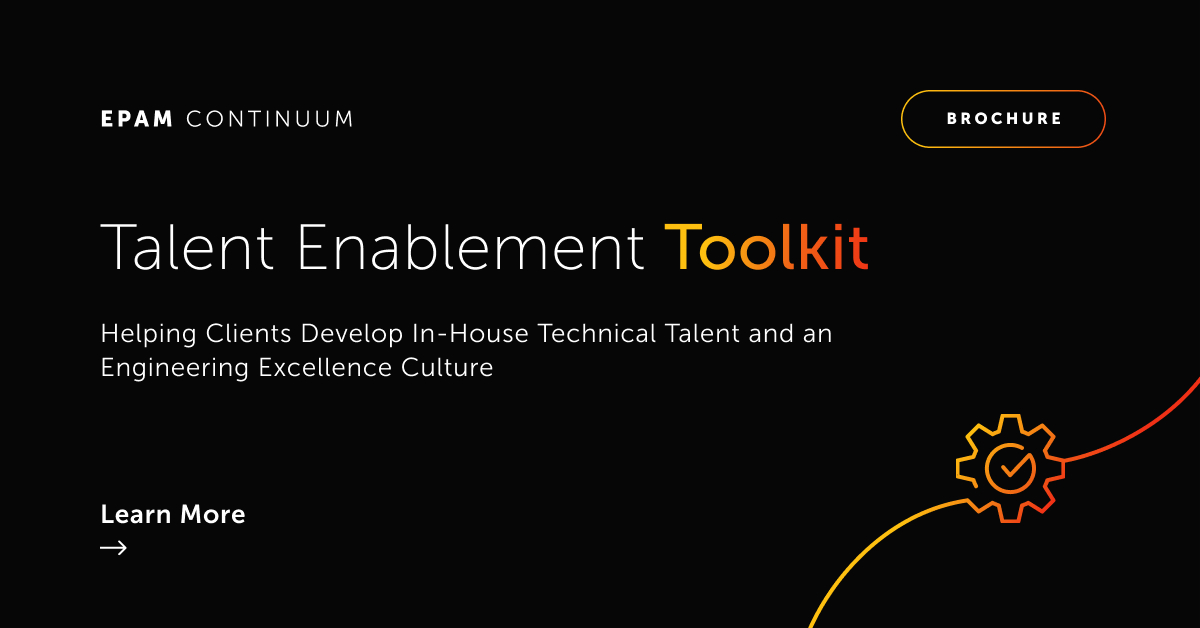 EPAM CONTINUUM
BROCHURE
Talent Enablement Toolkit
Helping Clients Develop In-House Technical Talent and an
Engineering Excellence Culture
Learn More